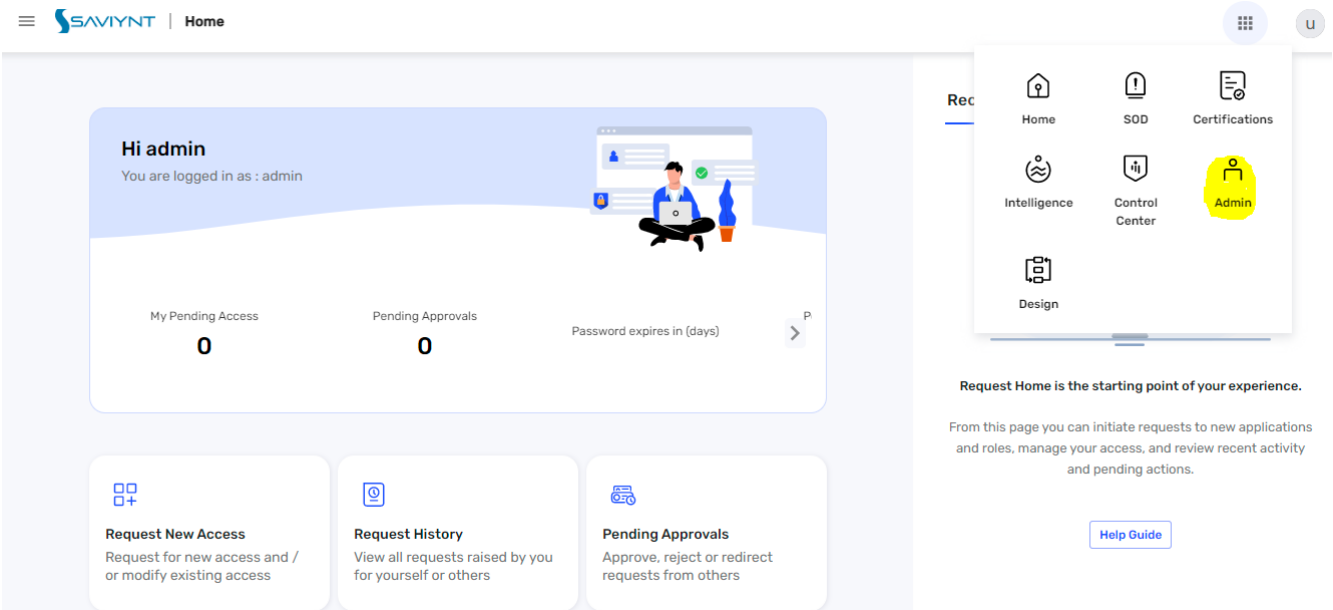 SAVIYNT | Home
u
Home
SOD
Certifications
Intelligence
Control
Center
Admin
Design
Hi admin
You are logged in as : admin
My Pending Access
0
Pending Approvals
0
Password expires in (days)
Request Home is the starting point of your experience.
From this page you can initiate requests to new applications
and roles, manage your access, and review recent activity
and pending actions.
Help Guide
Request New Access
Request for new access and /
or modify existing access
Request History
View all requests raised by you
for yourself or others
Pending Approvals
Approve, reject or redirect
requests from others